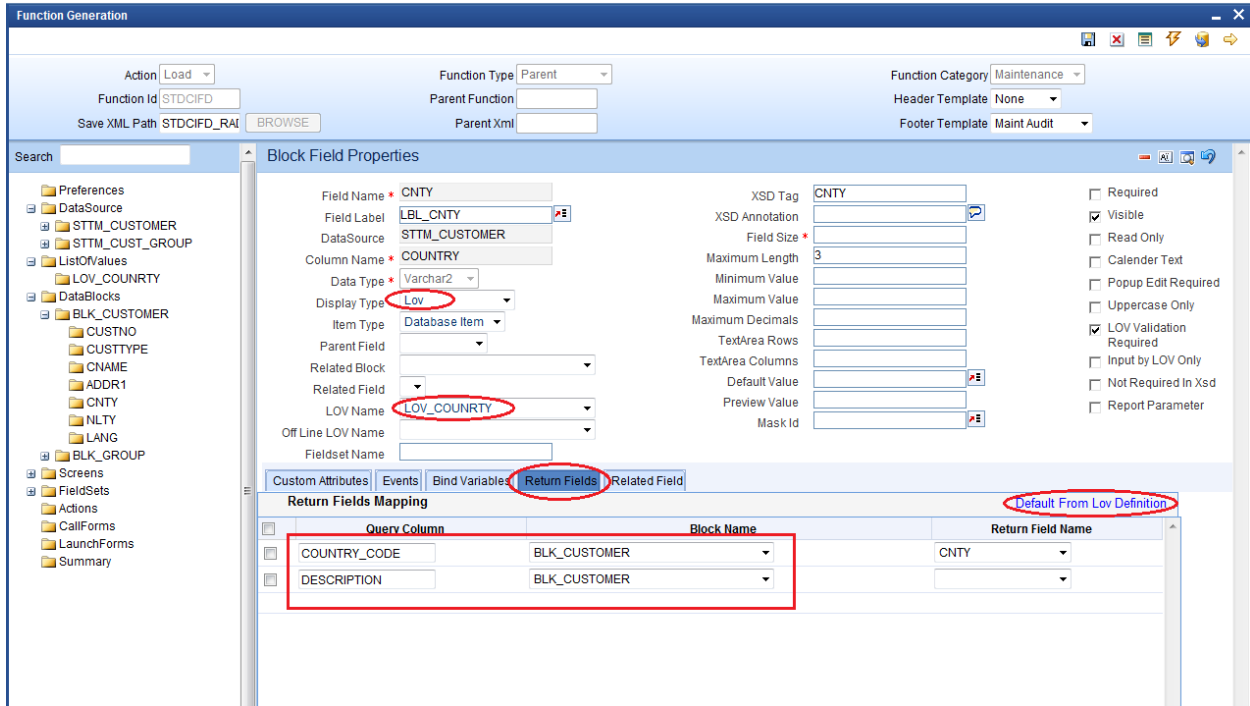 Function Generation
Action Load
Function Type Parent
Function Category Maintenance
Function Id STDCIFD
Parent Function
Header Template None
Save XML Path STDCIFD_RAD BROWSE
Parent Xml
Footer Template Maint Audit
Search
Preferences
DataSource
STTM_CUSTOMER
STTM_CUST_GROUP
ListOfValues
LOV_COUNRTY
DataBlocks
BLK_CUSTOMER
CUSTNO
CUSTTYPE
CNAME
ADDR1
CNTY
NLTY
LANG
BLK_GROUP
Screens
FieldSets
Actions
CallForms
LaunchForms
Summary
Block Field Properties
Field Name * CNTY
Field Label LBL_CNTY
DataSource STTM_CUSTOMER
Column Name * COUNTRY
Data Type * Varchar2
Display Type Lov
Item Type Database Item
Parent Field
Related Block
Related Field
LOV Name LOV_COUNRTY
Off Line LOV Name
Fieldset Name
XSD Tag CNTY
XSD Annotation
Field Size *
Maximum Length 3
Minimum Value
Maximum Value
Maximum Decimals
TextArea Rows
TextArea Columns
Default Value
Preview Value
Mask Id
Required
Visible
Read Only
Calender Text
Popup Edit Required
Uppercase Only
LOV Validation
Required
Input by LOV Only
Not Required In Xsd
Report Parameter
Custom Attributes Events Bind Variables Return Fields Related Field
Return Fields Mapping
Default From Lov Definition
Query Column Block Name Return Field Name
COUNTRY_CODE BLK_CUSTOMER CNTY
DESCRIPTION BLK_CUSTOMER